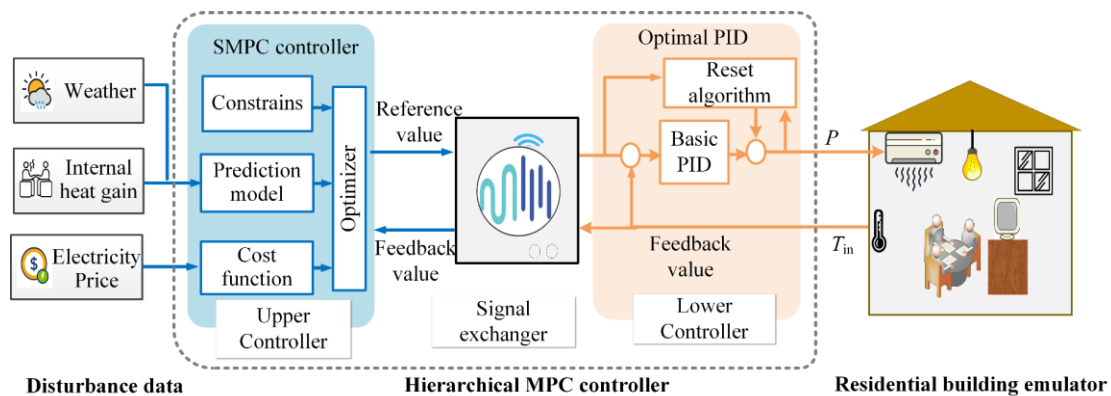 Weather
Internal
heat gain
$
Electricity
Price
Disturbance data
SMPC controller
Constrains
Prediction
model
Cost
function
Optimizer
Upper
Controller
Reference
value
Feedback
value
Signal
exchanger
Optimal PID
Reset
algorithm
Basic
PID
Feedback
value
Lower
Controller
Hierarchical MPC controller
P
Tin
Residential building emulator